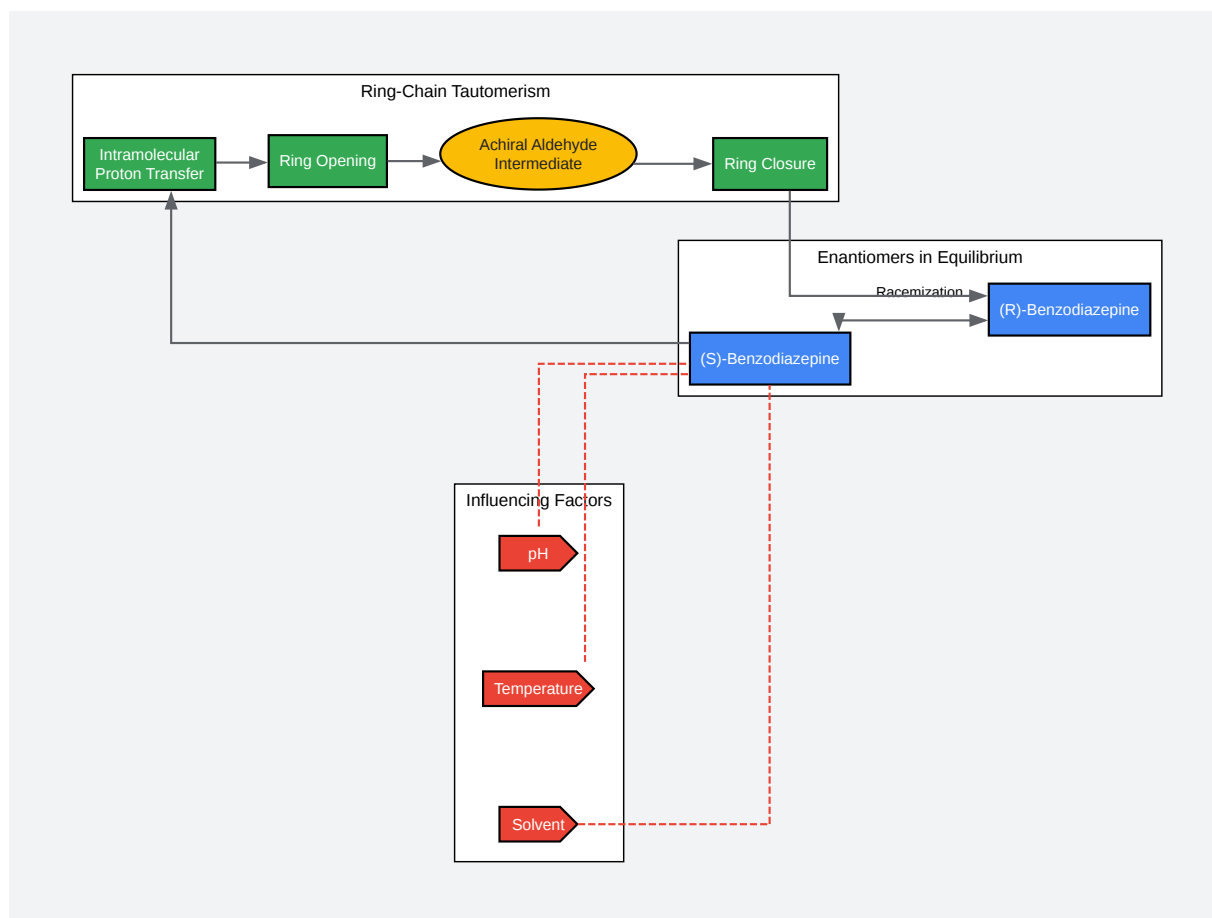 Ring-Chain Tautomerism
Intramolecular
Proton Transfer
Ring Opening
Achiral Aldehyde
Intermediate
Ring Closure
Enantiomers in Equilibrium
Racemization
(R)-Benzodiazepine
(S)-Benzodiazepine
Influencing Factors
pH
Temperature
Solvent